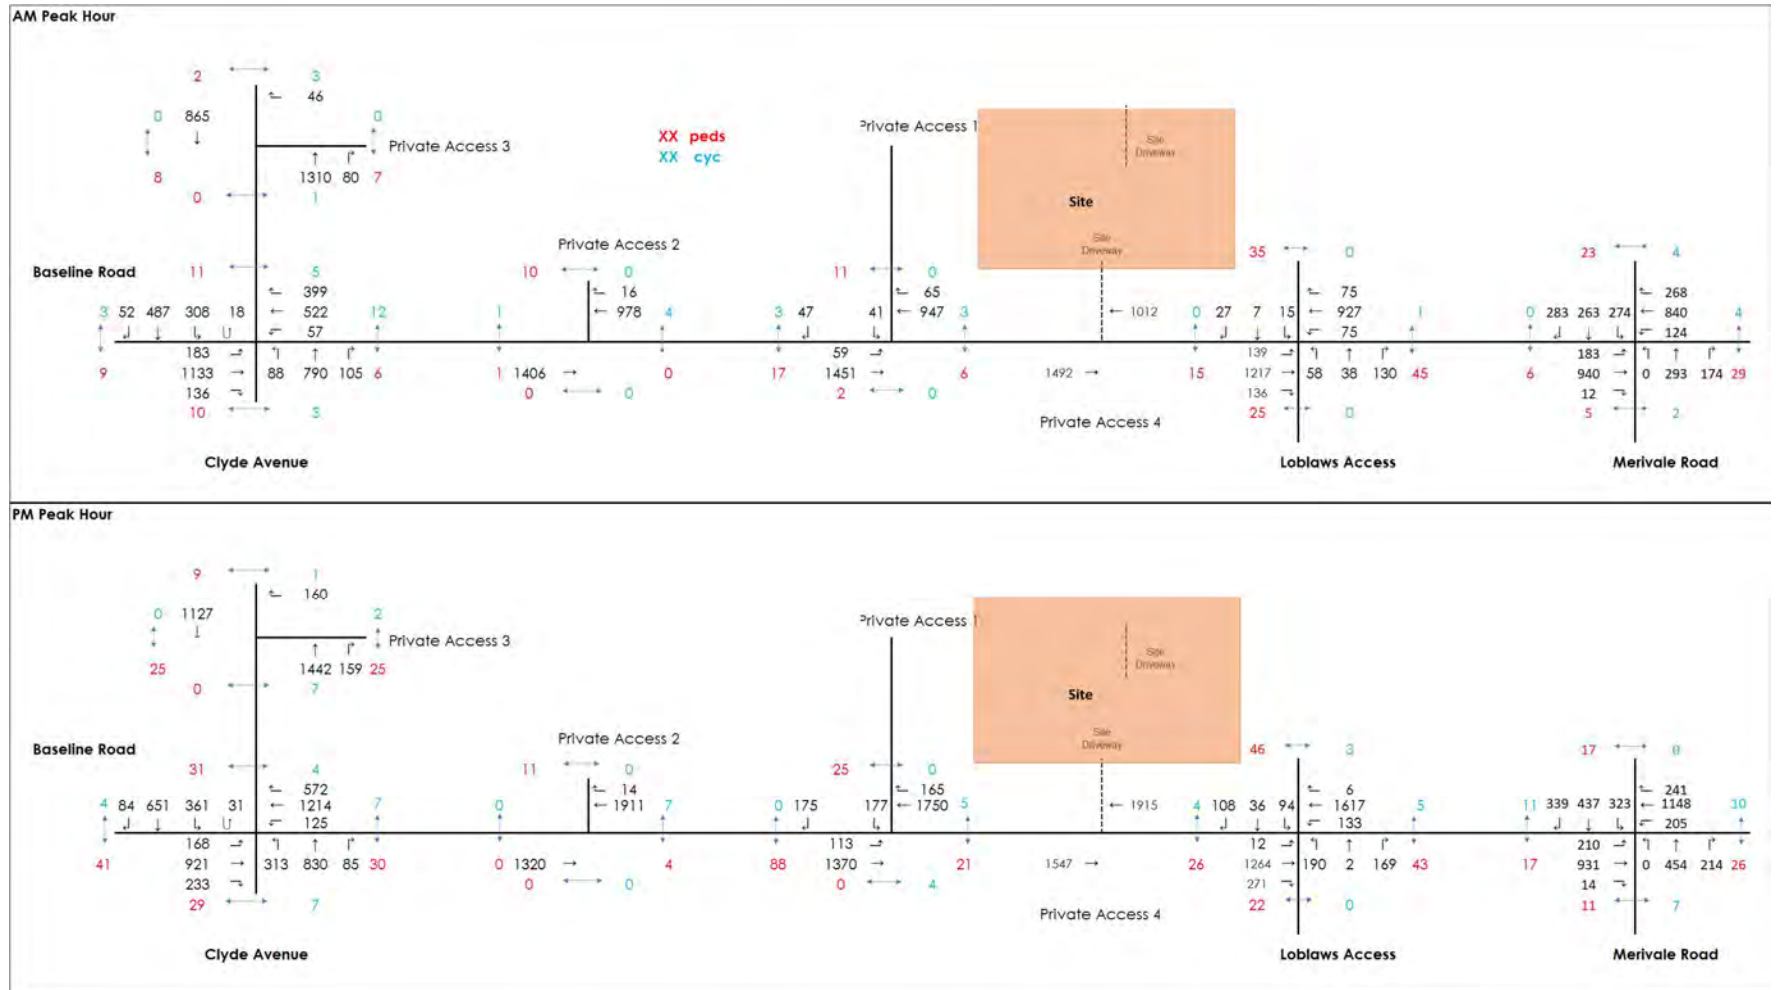 AM Peak Hour
2 3
46
0 865 0
Private Access 3
XX peds
XX cyc
Private Access 1
Site
Driveway
8 1310 80 7
0 1
Site
Private Access 2
Site
Driveway
Baseline Road 11 5 10 0 11 0 35 0 23 4
399 16 65 75 268
3 52 487 308 18 522 12 1 978 4 3 47 41 947 3 1012 0 27 7 15 927 1 0 283 263 274 840 4
57 75 124
183 59 139 183
9 1133 88 790 105 6 1 1406 0 17 1451 6 1492 15 1217 58 38 130 45 6 940 0 293 174 29
136 0 0 2 0 136 12
10 3 Private Access 4 25 0 5 2
Clyde Avenue Loblaws Access Merivale Road
PM Peak Hour
9 1
160
0 1127 2
Private Access 1
Private Access 3
Site
Driveway
25 1442 159 25
0 7
Site
Private Access 2
Site
Driveway
Baseline Road 31 4 11 0 25 0 46 3 17 0
572 14 165 6 241
4 84 651 361 31 1214 7 0 1911 7 0 175 177 1750 5 1915 4 108 36 94 1617 5 11 339 437 323 1148 10
125 133 205
168 113 12 210
41 921 313 830 85 30 0 1320 4 88 1370 21 1547 26 1264 190 2 169 43 17 931 0 454 214 26
233 0 0 0 4 271 14
29 7 Private Access 4 22 0 11 7
Clyde Avenue Loblaws Access Merivale Road